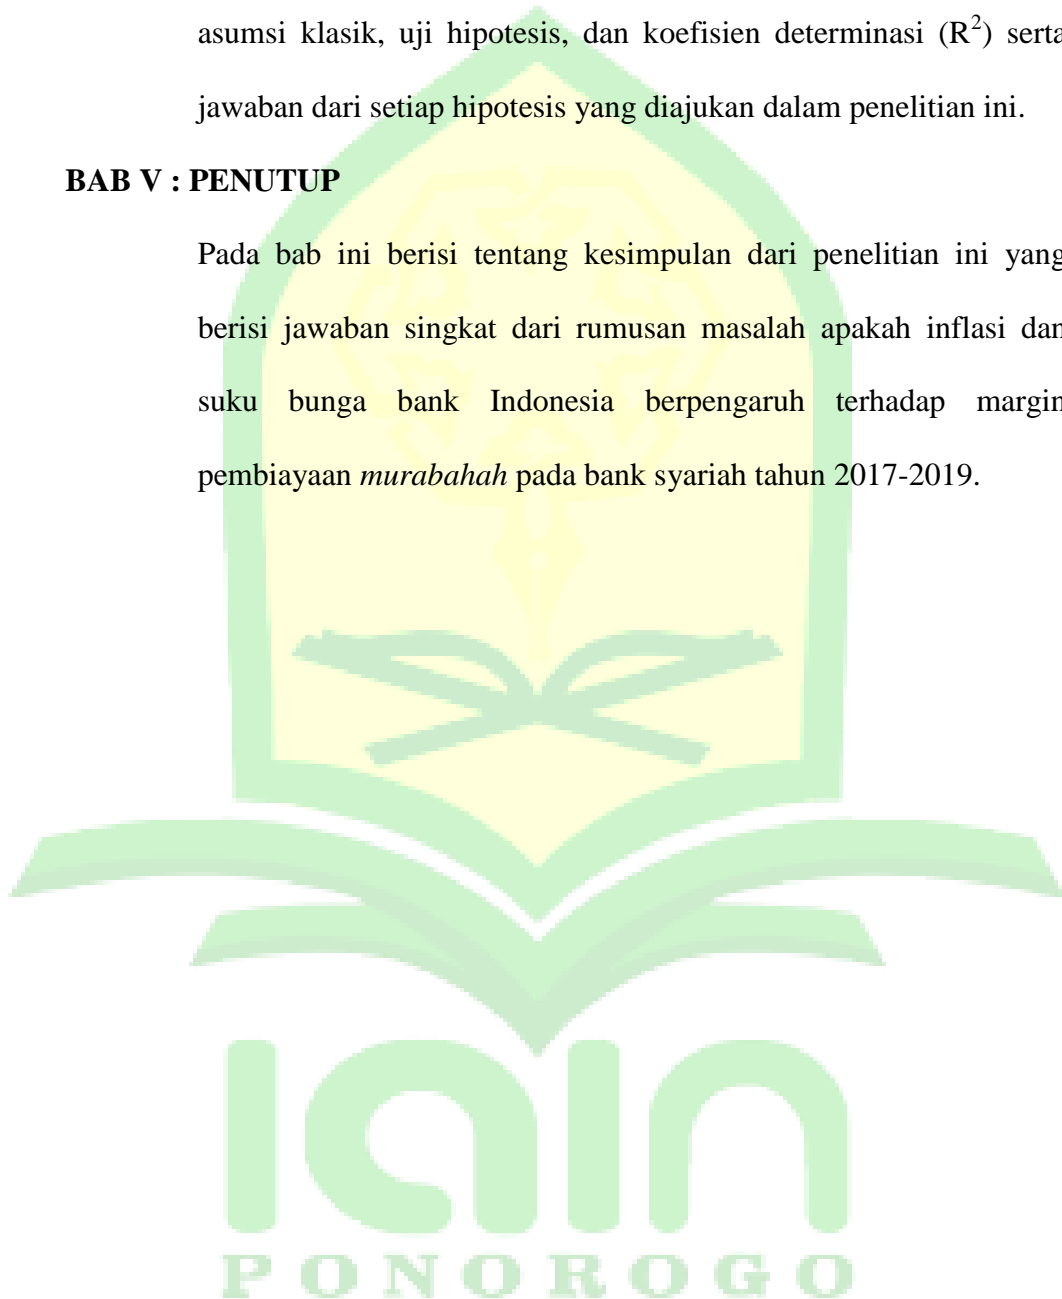 asumsi klasik, uji hipotesis, dan koefisien determinasi (R²) serta
jawaban dari setiap hipotesis yang diajukan dalam penelitian ini.
BAB V : PENUTUP
Pada bab ini berisi tentang kesimpulan dari penelitian ini yang
berisi jawaban singkat dari rumusan masalah apakah inflasi dan
suku bunga bank Indonesia berpengaruh terhadap margin
pembiayaan murabahah pada bank syariah tahun 2017-2019.
iain
PONOROGO